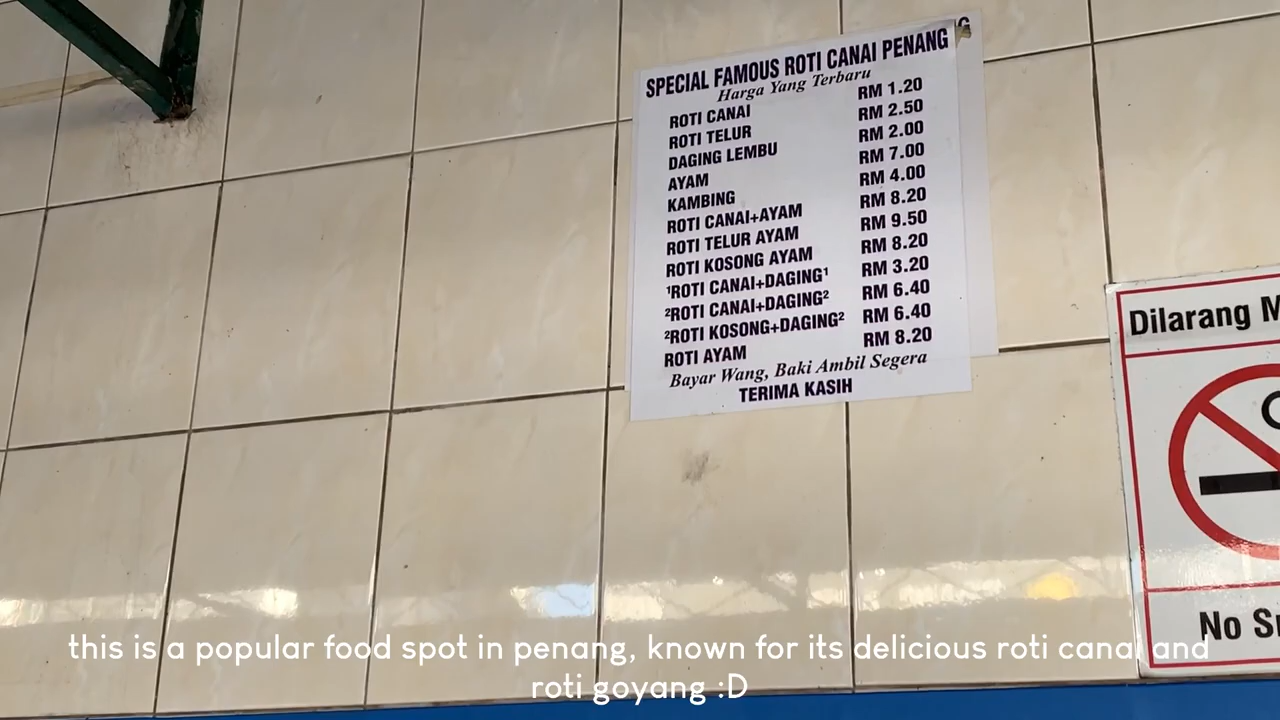 SPECIAL FAMOUS ROTI CANAI PENANG
Harga Yang Terbaru
ROTI CANAI RM 1.20
ROTI TELUR RM 2.50
DAGING LEMBU RM 2.00
AYAM RM 7.00
KAMBING RM 4.00
ROTI CANAI+AYAM RM 8.20
ROTI TELUR AYAM RM 9.50
ROTI KOSONG AYAM RM 8.20
¹ROTI CANAI+DAGING¹ RM 3.20
²ROTI CANAI+DAGING² RM 6.40
²ROTI KOSONG+DAGING² RM 6.40
ROTI AYAM RM 8.20
Bayar Wang, Baki Ambil Segera
TERIMA KASIH
G
Dilarang M
No S
this is a popular food spot in penang, known for its delicious roti canai and
roti goyang :D